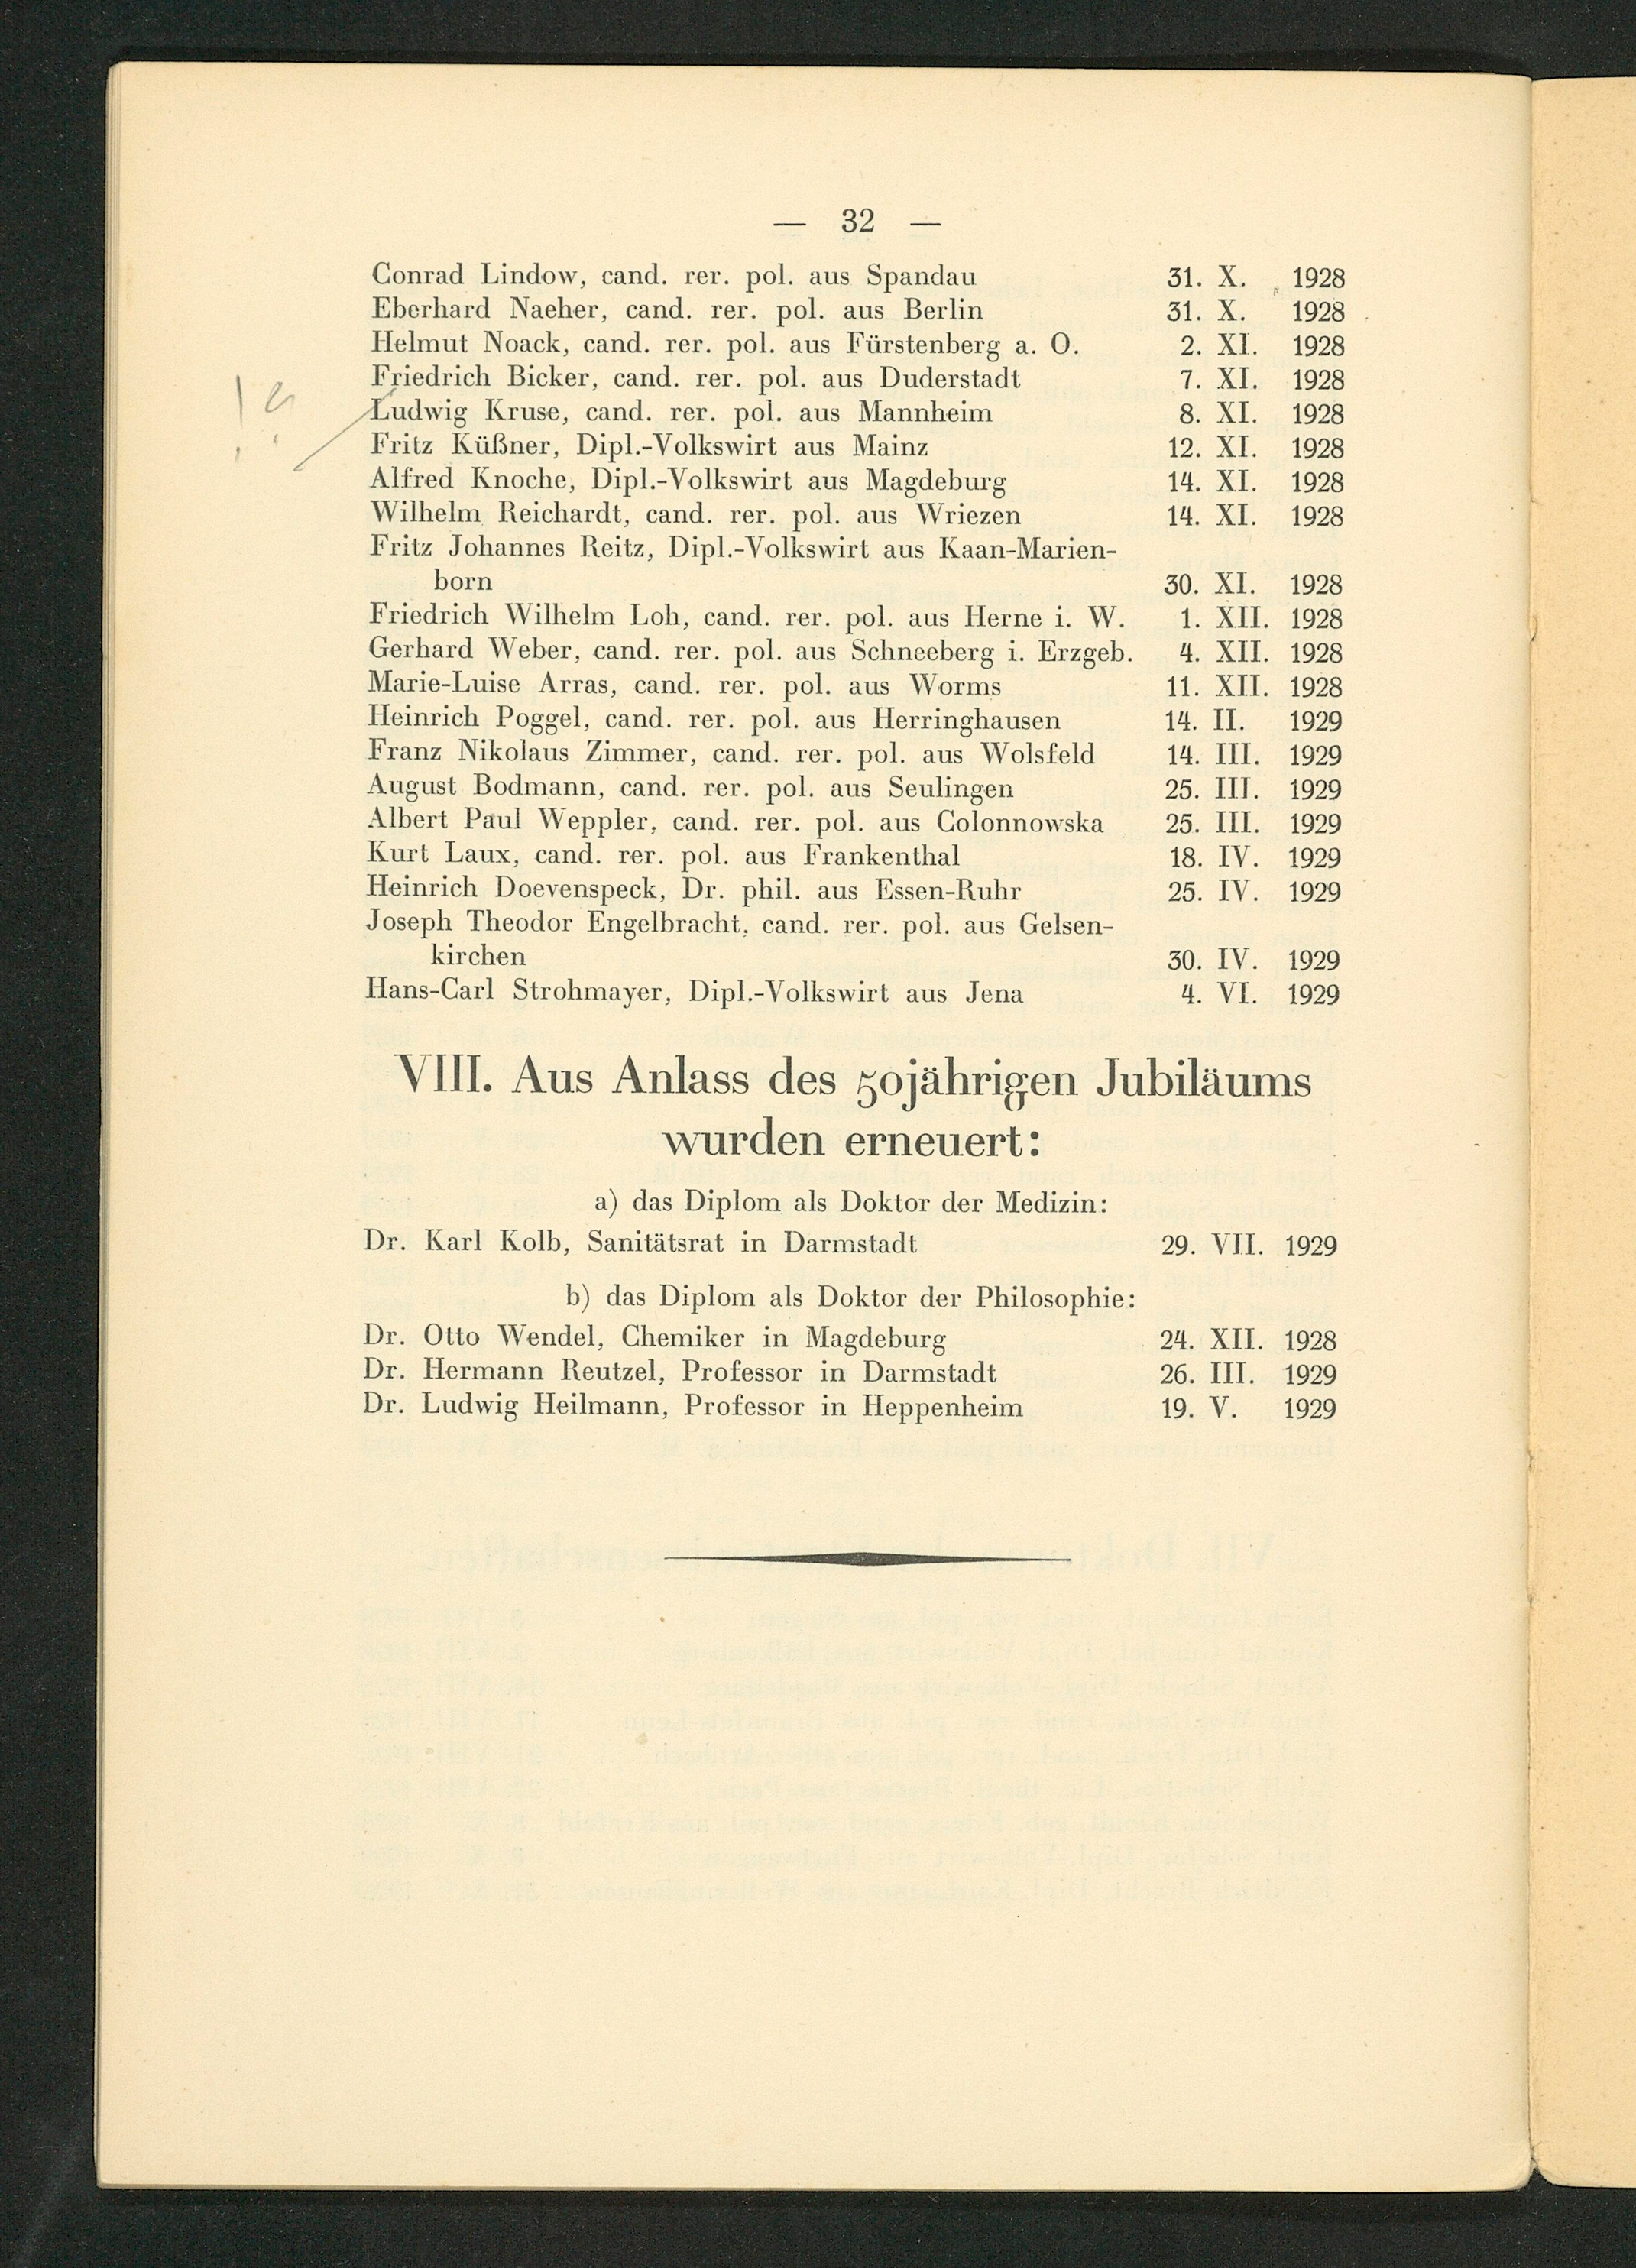 — 32 —
Conrad Lindow, cand. rer. pol. aus Spandau 31. X. 1928
Eberhard Naeher, cand. rer. pol. aus Berlin 31. X. 1928
Helmut Noack, cand. rer. pol. aus Fürstenberg a. O. 2. XI. 1928
Friedrich Bicker, cand. rer. pol. aus Duderstadt 7. XI. 1928
!?
Ludwig Kruse, cand. rer. pol. aus Mannheim 8. XI. 1928
Fritz Küßner, Dipl.-Volkswirt aus Mainz 12. XI. 1928
Alfred Knoche, Dipl.-Volkswirt aus Magdeburg 14. XI. 1928
Wilhelm Reichardt, cand. rer. pol. aus Wriezen 14. XI. 1928
Fritz Johannes Reitz, Dipl.-Volkswirt aus Kaan-Marien-
born 30. XI. 1928
Friedrich Wilhelm Loh, cand. rer. pol. aus Herne i. W. 1. XII. 1928
Gerhard Weber, cand. rer. pol. aus Schneeberg i. Erzgeb. 4. XII. 1928
Marie-Luise Arras, cand. rer. pol. aus Worms 11. XII. 1928
Heinrich Poggel, cand. rer. pol. aus Herringhausen 14. II. 1929
Franz Nikolaus Zimmer, cand. rer. pol. aus Wolsfeld 14. III. 1929
August Bodmann, cand. rer. pol. aus Seulingen 25. III. 1929
Albert Paul Weppler, cand. rer. pol. aus Colonnowska 25. III. 1929
Kurt Laux, cand. rer. pol. aus Frankenthal 18. IV. 1929
Heinrich Doevenspeck, Dr. phil. aus Essen-Ruhr 25. IV. 1929
Joseph Theodor Engelbracht, cand. rer. pol. aus Gelsen-
kirchen 30. IV. 1929
Hans-Carl Strohmayer, Dipl.-Volkswirt aus Jena 4. VI. 1929
VIII. Aus Anlass des 50jährigen Jubiläums
wurden erneuert:
a) das Diplom als Doktor der Medizin:
Dr. Karl Kolb, Sanitätsrat in Darmstadt 29. VII. 1929
b) das Diplom als Doktor der Philosophie:
Dr. Otto Wendel, Chemiker in Magdeburg 24. XII. 1928
Dr. Hermann Reutzel, Professor in Darmstadt 26. III. 1929
Dr. Ludwig Heilmann, Professor in Heppenheim 19. V. 1929